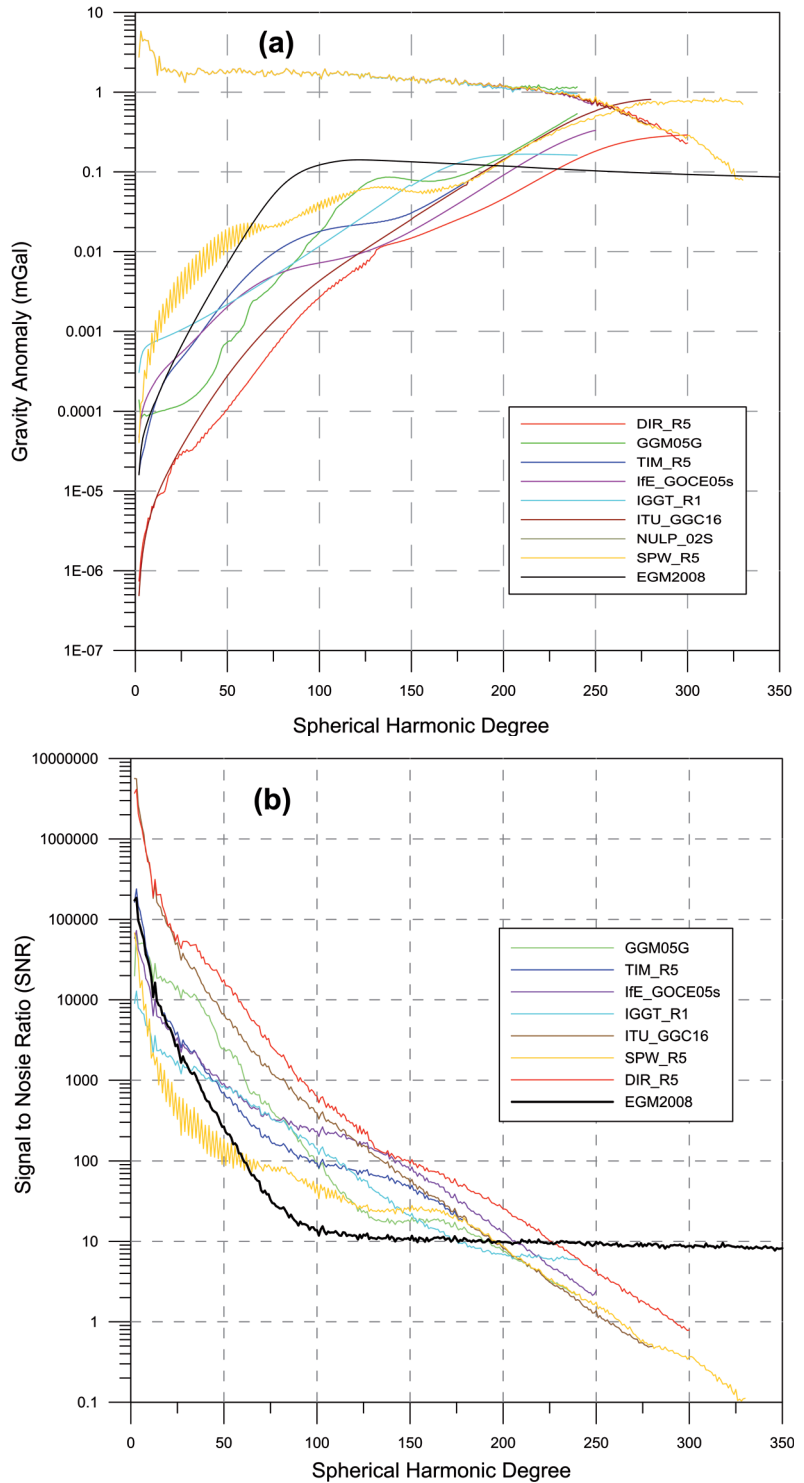 (a)
10
1
0.1
0.01
0.001
0.0001
1E-05
1E-06
1E-07
Gravity Anomaly (mGal)
DIR_R5
GGM05G
TIM_R5
IfE_GOCE05s
IGGT_R1
ITU_GGC16
NULP_02S
SPW_R5
EGM2008
0 50 100 150 200 250 300 350
Spherical Harmonic Degree
(b)
10000000
1000000
100000
10000
1000
100
10
1
0.1
Signal to Nosie Ratio (SNR)
GGM05G
TIM_R5
IfE_GOCE05s
IGGT_R1
ITU_GGC16
SPW_R5
DIR_R5
EGM2008
0 50 100 150 200 250 300 350
Spherical Harmonic Degree